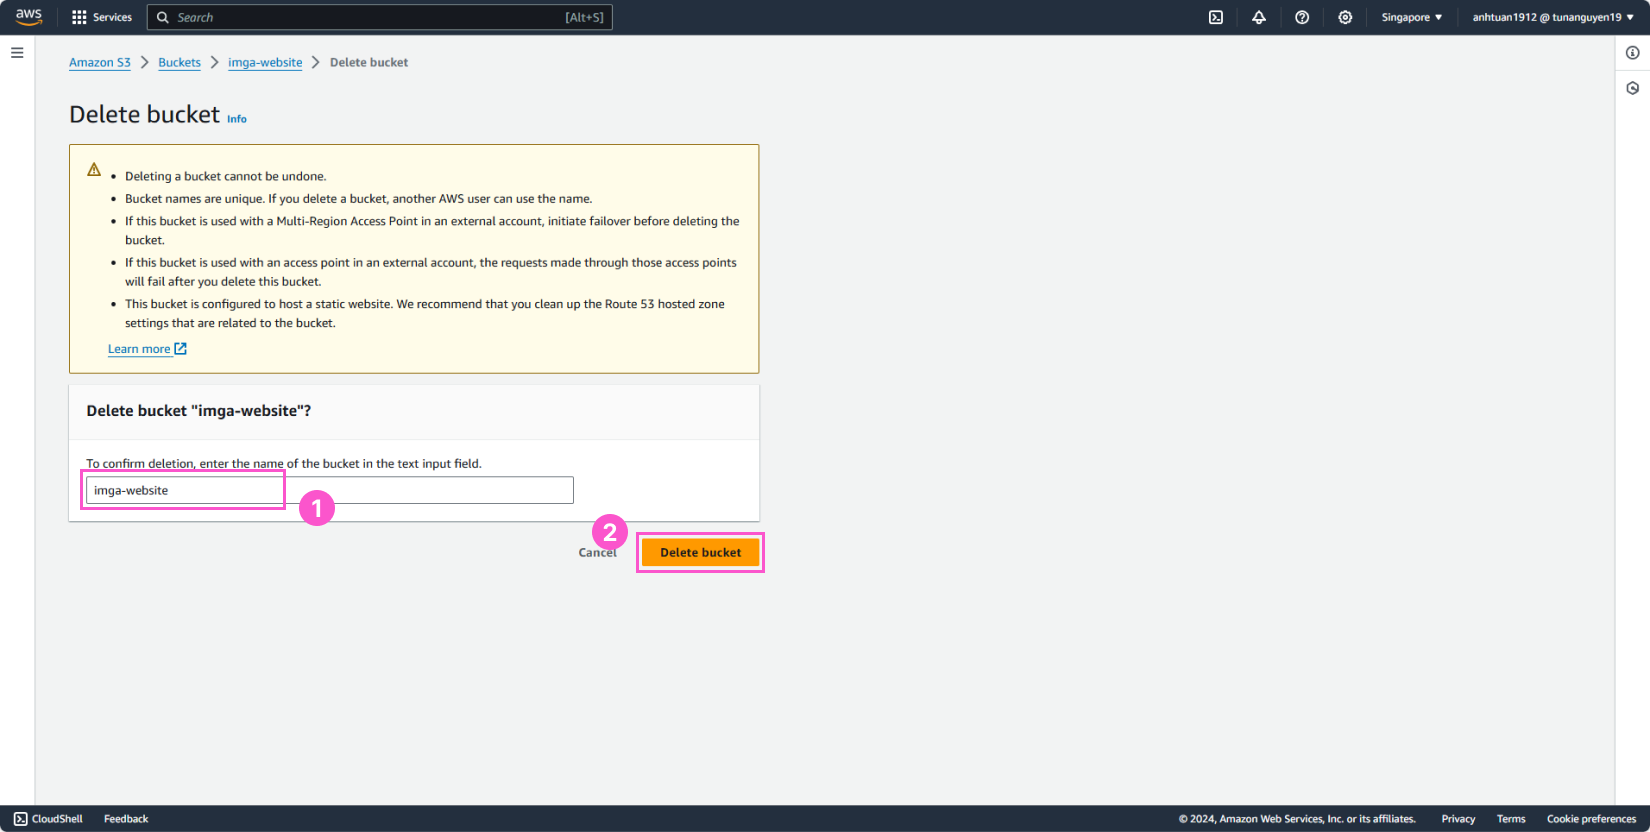 aws
Services
Search
[Alt+S]
Singapore
anhtuan1912 @ tunanguyen19
Amazon S3
Buckets
imga-website
Delete bucket
Delete bucket Info
Deleting a bucket cannot be undone.
Bucket names are unique. If you delete a bucket, another AWS user can use the name.
If this bucket is used with a Multi-Region Access Point in an external account, initiate failover before deleting the
bucket.
If this bucket is used with an access point in an external account, the requests made through those access points
will fail after you delete this bucket.
This bucket is configured to host a static website. We recommend that you clean up the Route 53 hosted zone
settings that are related to the bucket.
Learn more
Delete bucket "imga-website"?
To confirm deletion, enter the name of the bucket in the text input field.
imga-website
1
2
Cancel
Delete bucket
CloudShell
Feedback
© 2024, Amazon Web Services, Inc. or its affiliates.
Privacy
Terms
Cookie preferences